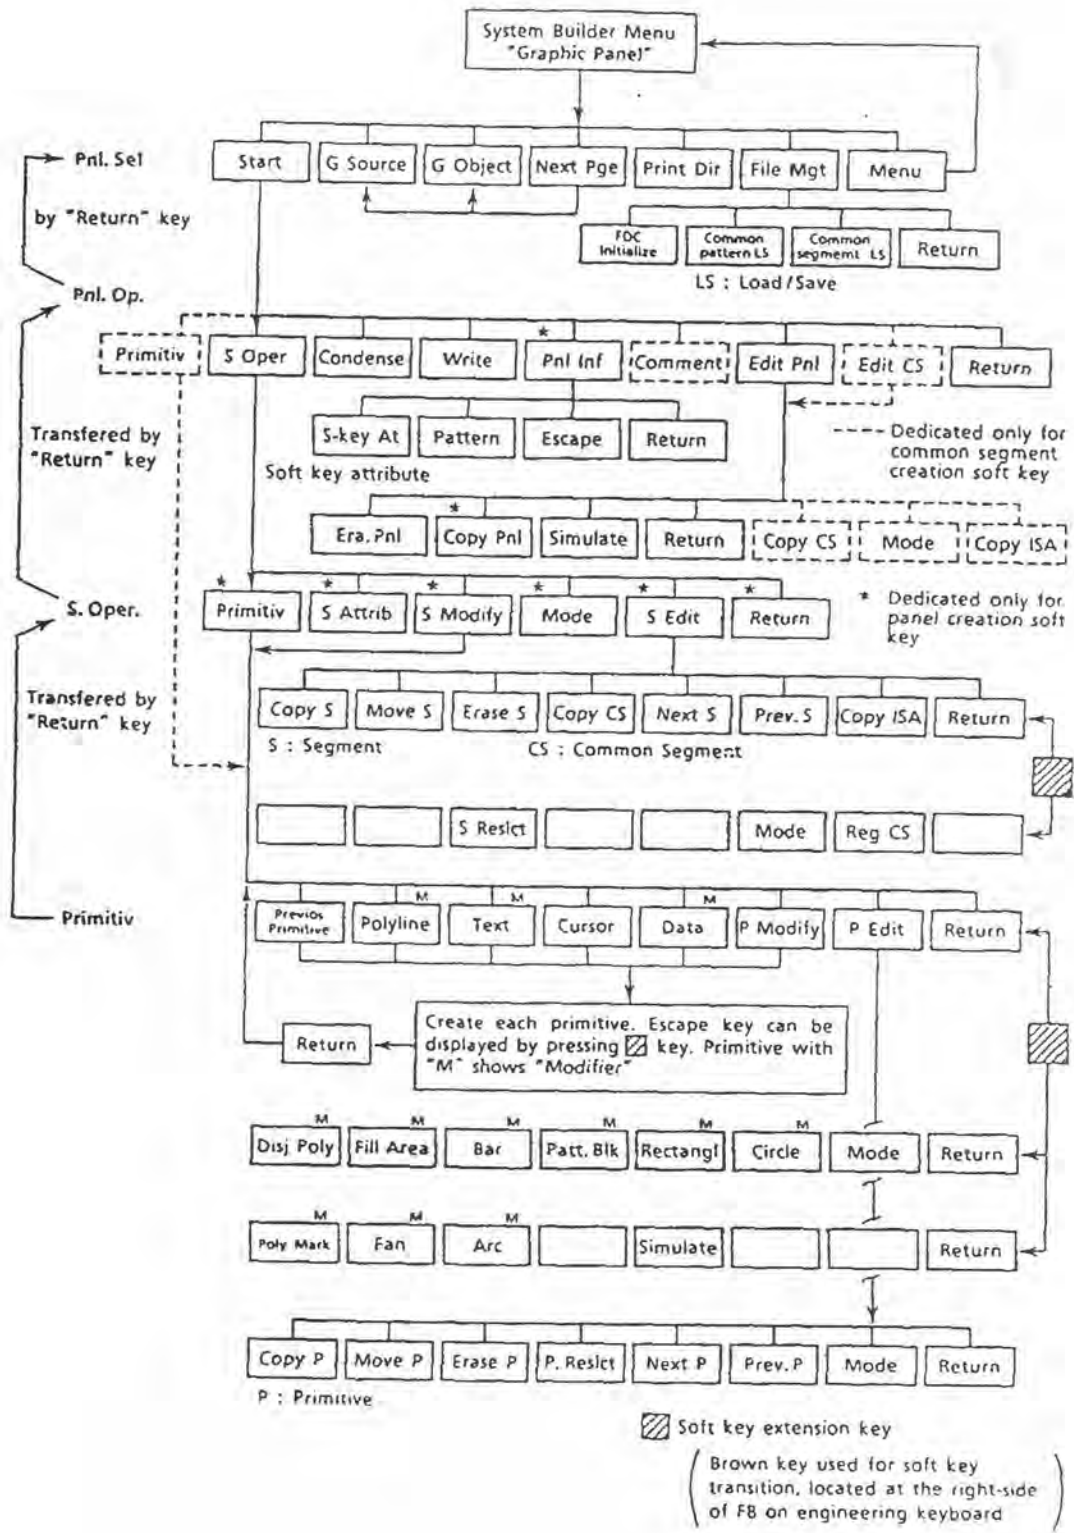 System Builder Menu
"Graphic Panel"
Pnl. Sel
Start
G Source
G Object
Next Pge
Print Dir
File Mgt
Menu
by "Return" key
FDC
Initialize
Common
pattern LS
Common
segmemt LS
Return
LS : Load/Save
Pnl. Op.
Primitiv
S Oper
Condense
Write
*
Pnl Inf
Comment
Edit Pnl
Edit CS
Return
S-key At
Pattern
Escape
Return
Soft key attribute
Transfered by
"Return" key
---- Dedicated only for
common segment
creation soft key
Era. Pnl
*
Copy Pnl
Simulate
Return
Copy CS
Mode
Copy ISA
S. Oper.
* * * * * *
Primitiv
S Attrib
S Modify
Mode
S Edit
Return
* Dedicated only for
panel creation soft
key
Transfered by
"Return" key
Copy S
Move S
Erase S
Copy CS
Next S
Prev. S
Copy ISA
Return
S : Segment
CS : Common Segment
S Reslct
Mode
Reg CS
Primitiv
M M M
Previos
Primitive
Polyline
Text
Cursor
Data
P Modify
P Edit
Return
Return
Create each primitive. Escape key can be
displayed by pressing key. Primitive with
"M" shows "Modifier"
M M M M M M
Disj Poly
Fill Area
Bar
Patt. Blk
Rectangl
Circle
Mode
Return
M M M
Poly Mark
Fan
Arc
Simulate
Return
Copy P
Move P
Erase P
P. Reslct
Next P
Prev. P
Mode
Return
P : Primitive
Soft key extension key
Brown key used for soft key
transition, located at the right-side
of F8 on engineering keyboard